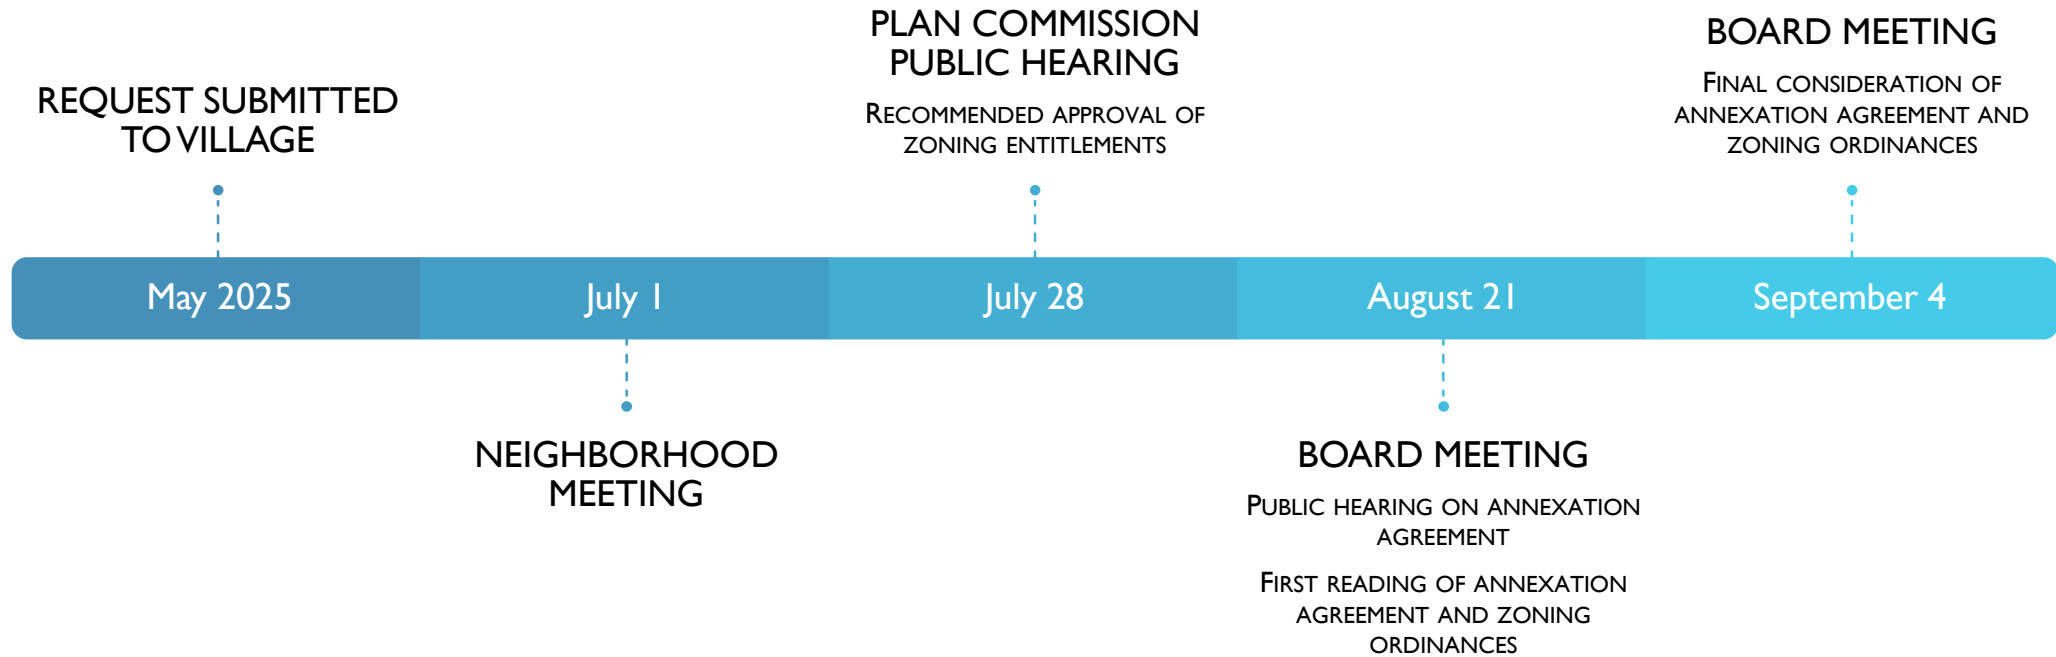 REQUEST SUBMITTED
TO VILLAGE
May 2025
July 1
NEIGHBORHOOD
MEETING
PLAN COMMISSION
PUBLIC HEARING
RECOMMENDED APPROVAL OF
ZONING ENTITLEMENTS
July 28
August 21
BOARD MEETING
PUBLIC HEARING ON ANNEXATION
AGREEMENT
FIRST READING OF ANNEXATION
AGREEMENT AND ZONING
ORDINANCES
BOARD MEETING
FINAL CONSIDERATION OF
ANNEXATION AGREEMENT AND
ZONING ORDINANCES
September 4